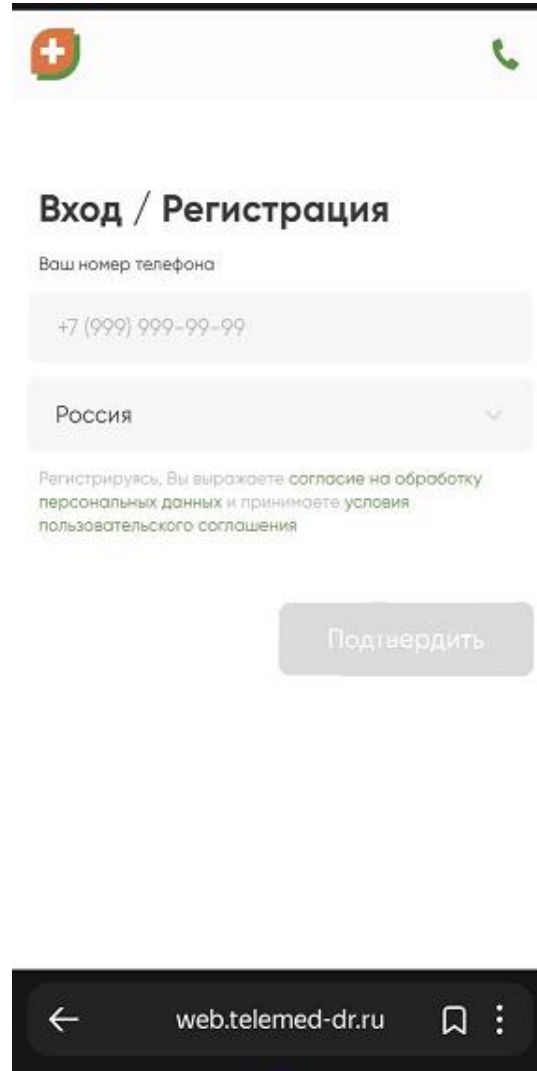 Вход / Регистрация
Ваш номер телефона
+7 (999) 999-99-99
Россия
Регистрируясь, Вы выражаете согласие на обработку
персональных данных и принимаете условия
пользовательского соглашения
Подтвердить
web.telemed-dr.ru